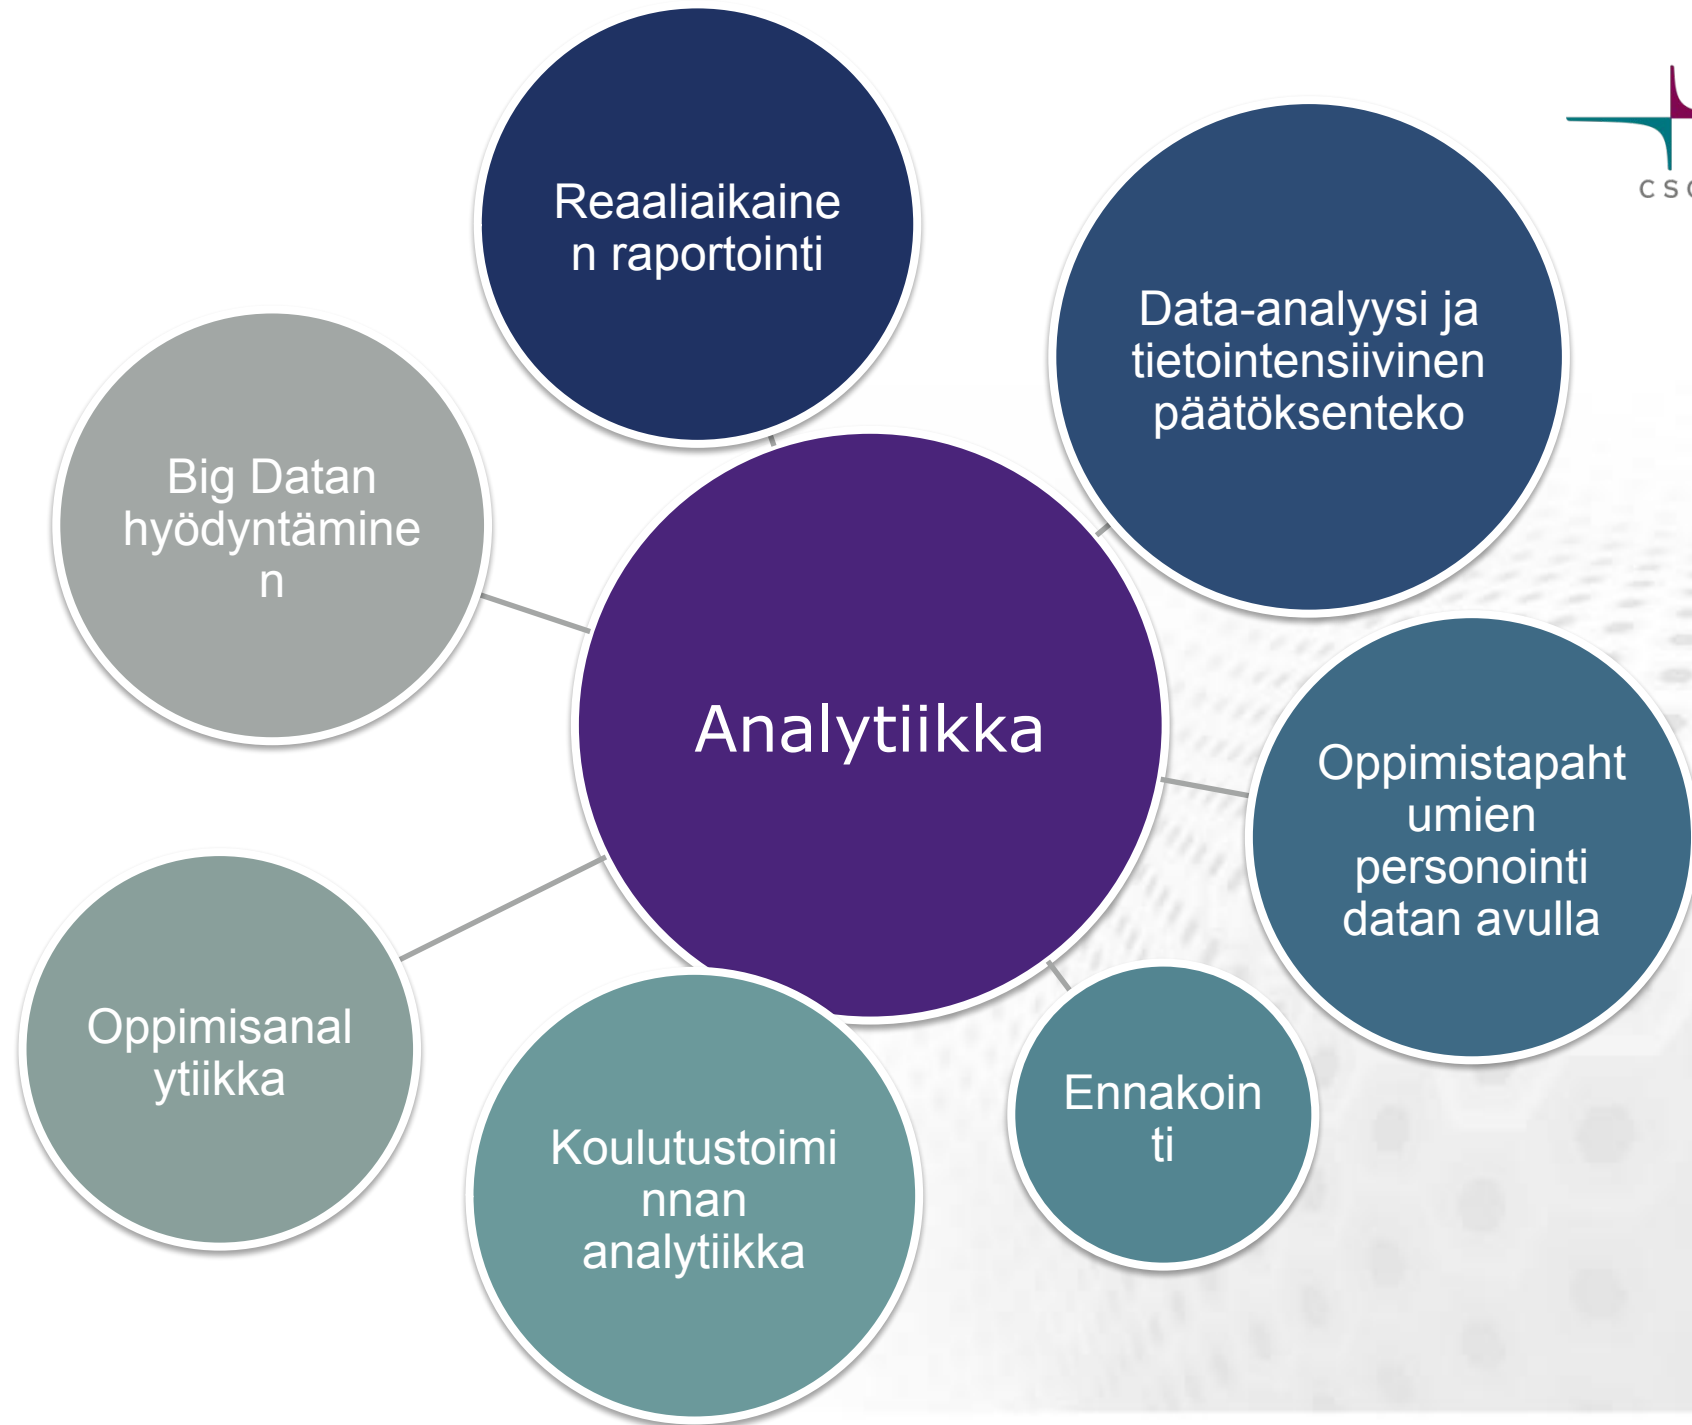 Reaaliaikaine
n raportointi
CSC
Data-analyysi ja
tietointensiivinen
päätöksenteko
Big Datan
hyödyntämine
n
Analytiikka
Oppimistapaht
umien
personointi
datan avulla
Oppimisanal
ytiikka
Koulutustoimi
nnan
analytiikka
Ennakoin
ti